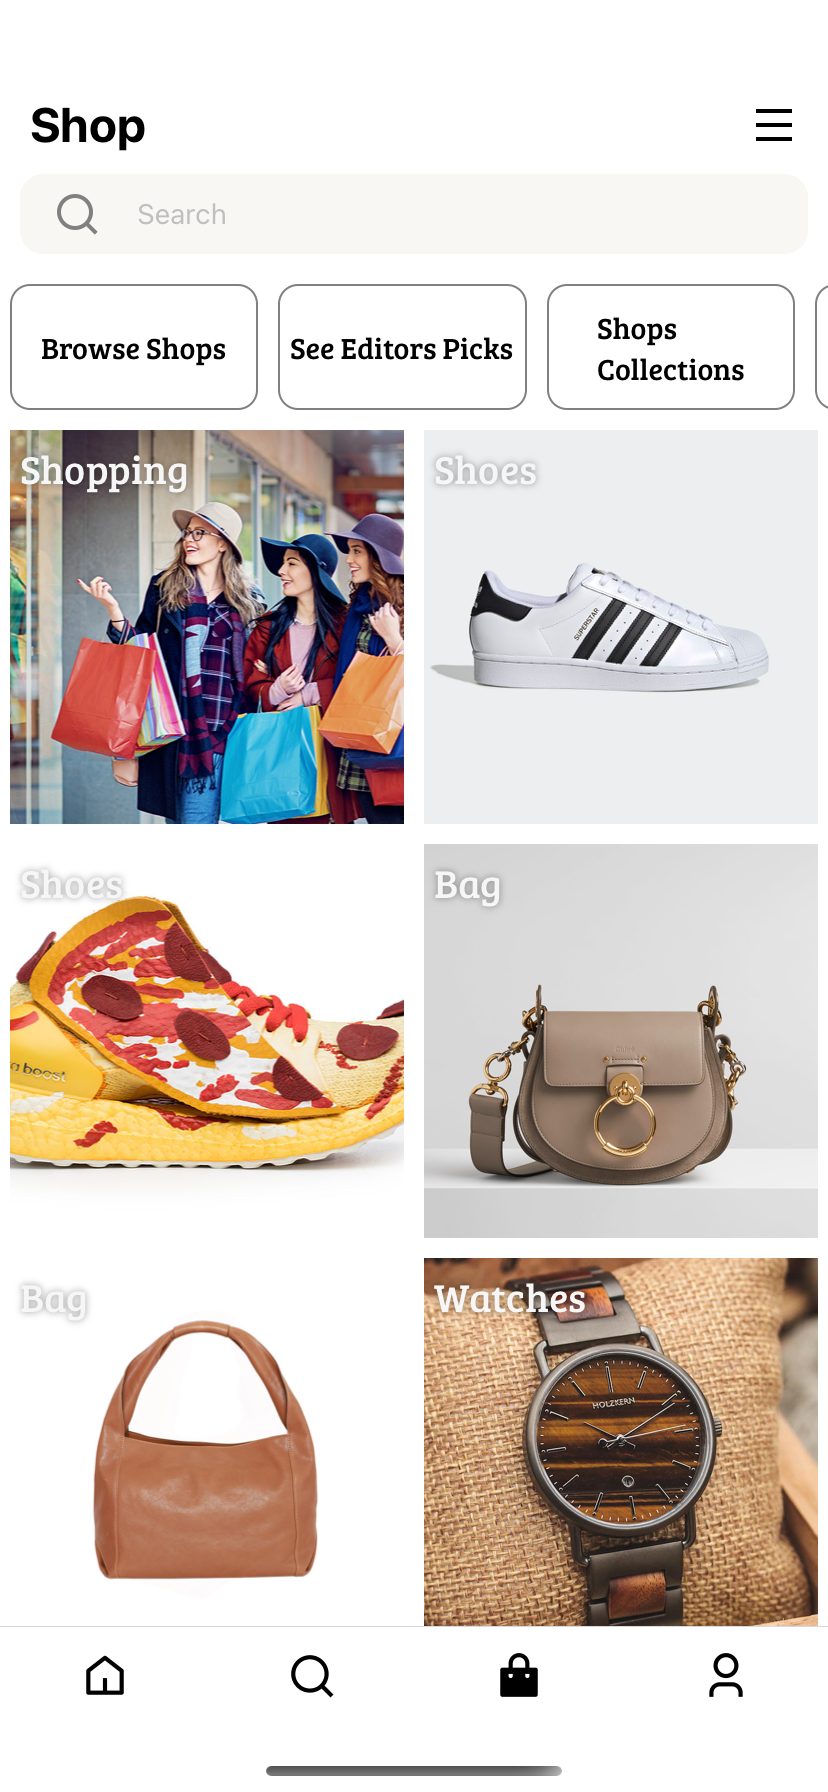 Shop
Search
Browse Shops
See Editors Picks
Shops
Collections
Shopping
Shoes
SUPERSTAR
Shoes
a boost
Bag
Bag
Watches
HOLZKERN